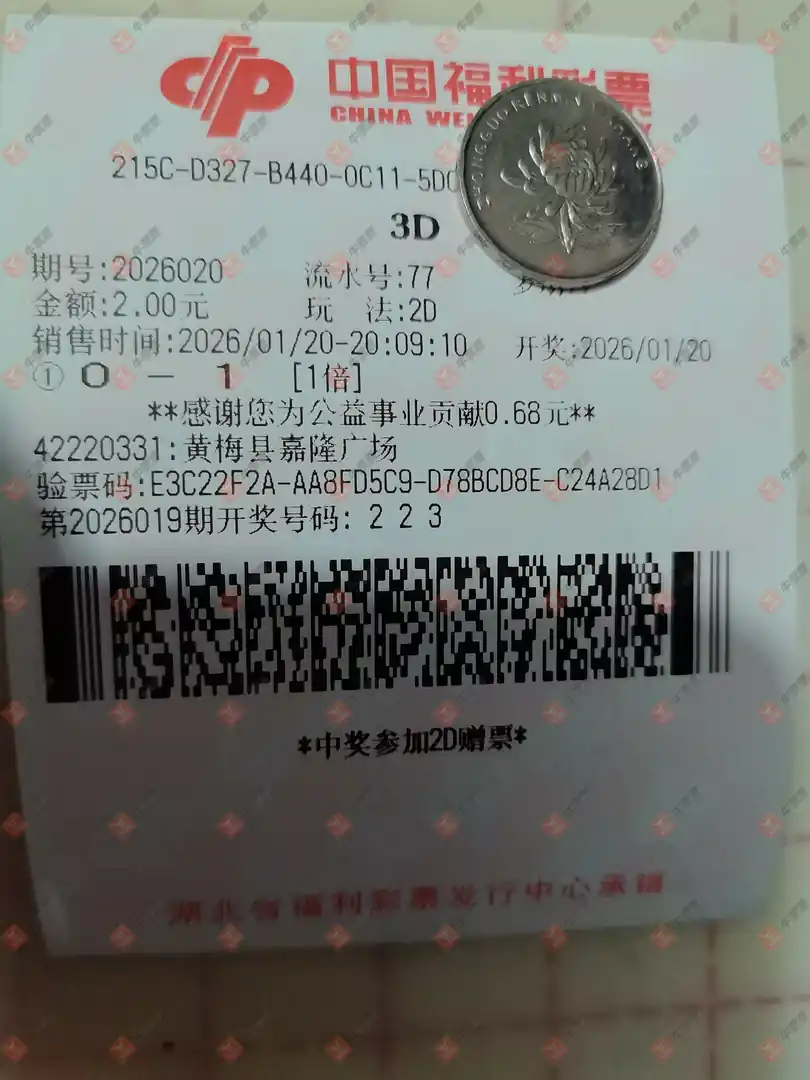 中国福利彩票
CHINA WEL
215C-D327-B440-0C11-5D0
3D
期号:2026020 流水号:77
金额:2.00元 玩 法:2D
销售时间:2026/01/20-20:09:10 开奖:2026/01/20
① 0 — 1 [1倍]
**感谢您为公益事业贡献0.68元**
42220331:黄梅县嘉隆广场
验票码:E3C22F2A-AA8FD5C9-D78BCD8E-C24A28D1
第2026019期开奖号码: 2 2 3
*中奖参加2D赠票*
湖北省福利彩票发行中心承销